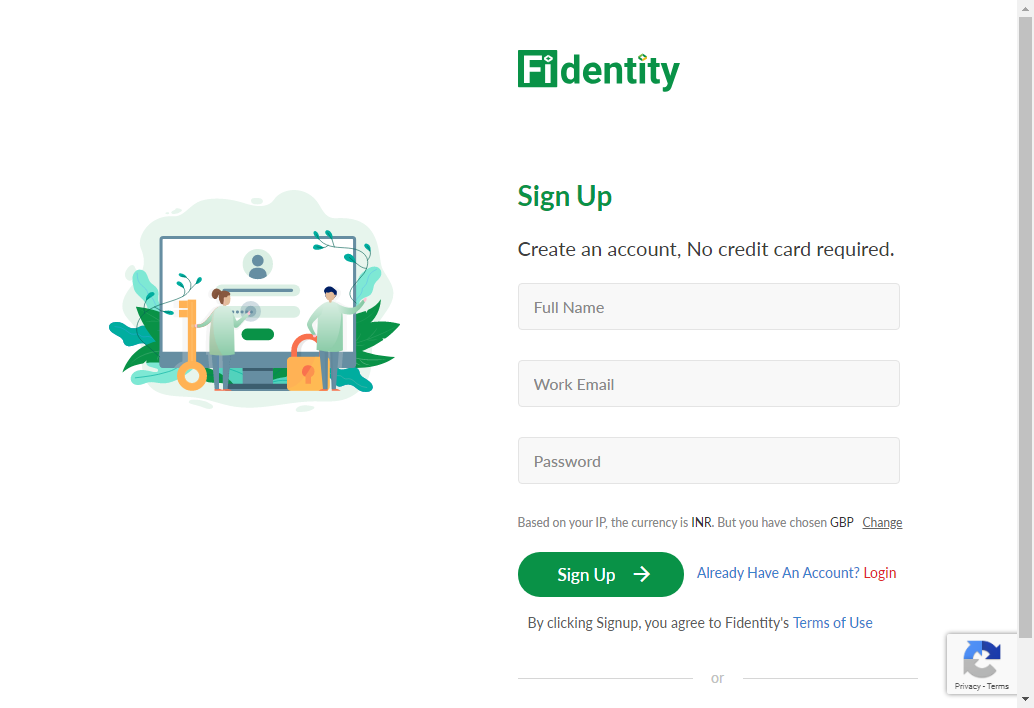 Fidentity
Sign Up
Create an account, No credit card required.
Full Name
Work Email
Password
Based on your IP, the currency is INR. But you have chosen GBP Change
Sign Up
Already Have An Account? Login
By clicking Signup, you agree to Fidentity's Terms of Use
or
Privacy - Terms